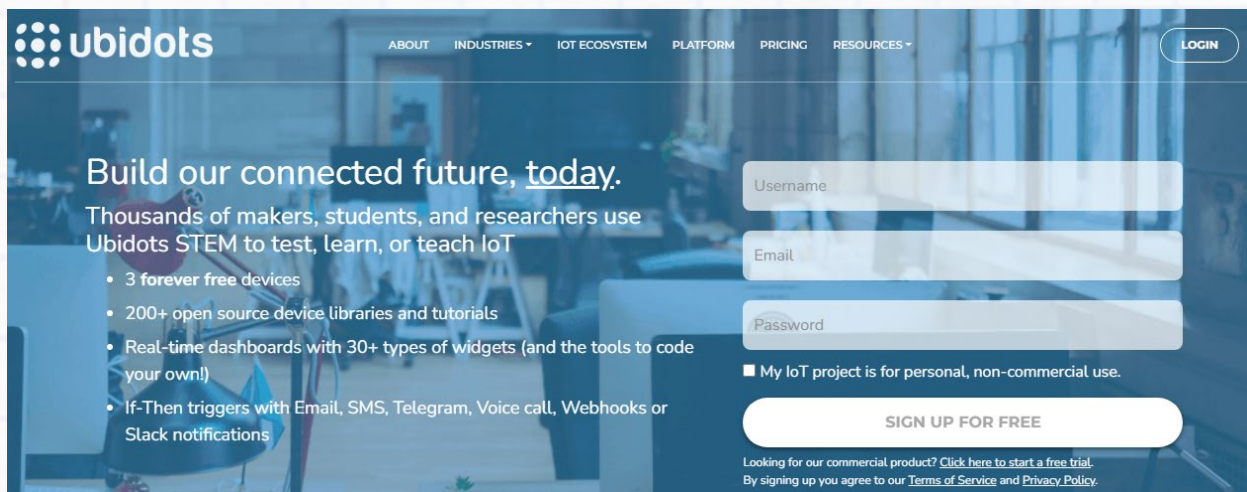 ubidots
ABOUT INDUSTRIES IOT ECOSYSTEM PLATFORM PRICING RESOURCES LOGIN
Build our connected future, today.
Thousands of makers, students, and researchers use
Ubidots STEM to test, learn, or teach IoT
• 3 forever free devices
• 200+ open source device libraries and tutorials
• Real-time dashboards with 30+ types of widgets (and the tools to code
your own!)
• If-Then triggers with Email, SMS, Telegram, Voice call, Webhooks or
Slack notifications
Username
Email
Password
My IoT project is for personal, non-commercial use.
SIGN UP FOR FREE
Looking for our commercial product? Click here to start a free trial.
By signing up you agree to our Terms of Service and Privacy Policy.